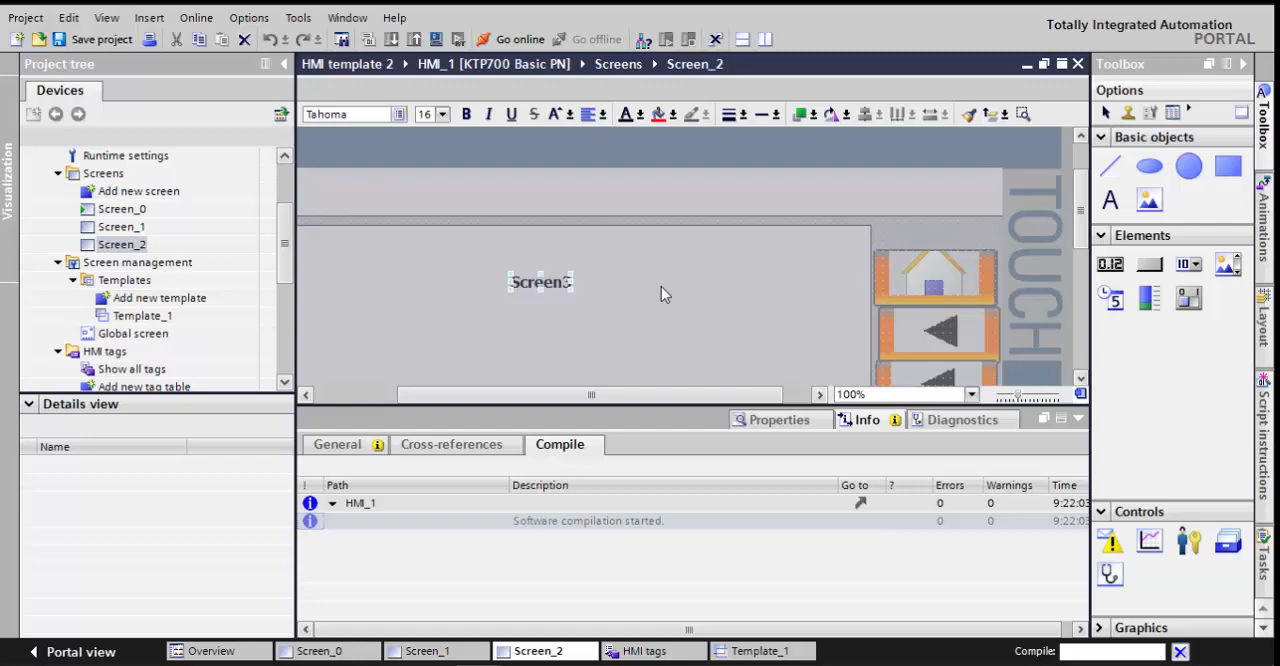 Project Edit View Insert Online Options Tools Window Help
Totally Integrated Automation
PORTAL
Save project
Go online
Go offline
Project tree
HMI template 2 › HMI_1 [KTP700 Basic PN] › Screens › Screen_2
Toolbox
Devices
Options
Tahoma
16
B I U S A A
Visualization
Runtime settings
Screens
Add new screen
Screen_0
Screen_1
Screen_2
Screen management
Templates
Add new template
Template_1
Global screen
HMI tags
Show all tags
Add new tag table
Screen3
TOUCH
100%
Basic objects
A
Elements
0.12
10
5
0 1
Controls
Graphics
Toolbox
Animations
Layout
Script instructions
Tasks
Details view
Name
Properties
Info
Diagnostics
General
Cross-references
Compile
! Path Description Go to ? Errors Warnings Time
HMI_1 0 0 9:22:03
Software compilation started. 0 0 9:22:03
Portal view
Overview
Screen_0
Screen_1
Screen_2
HMI tags
Template_1
Compile: